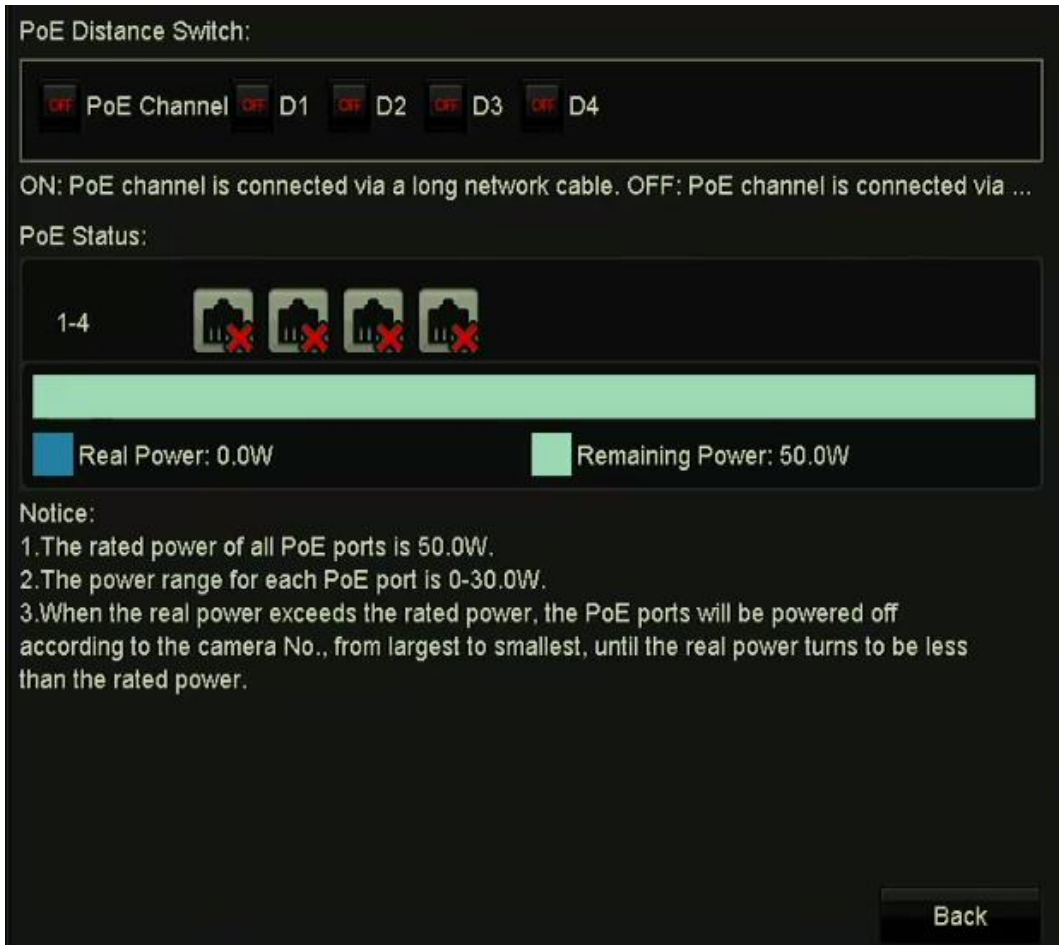 PoE Distance Switch:
OFF PoE Channel OFF D1 OFF D2 OFF D3 OFF D4
ON: PoE channel is connected via a long network cable. OFF: PoE channel is connected via ...
PoE Status:
1-4
Real Power: 0.0W Remaining Power: 50.0W
Notice:
1.The rated power of all PoE ports is 50.0W.
2.The power range for each PoE port is 0-30.0W.
3.When the real power exceeds the rated power, the PoE ports will be powered off
according to the camera No., from largest to smallest, until the real power turns to be less
than the rated power.
Back